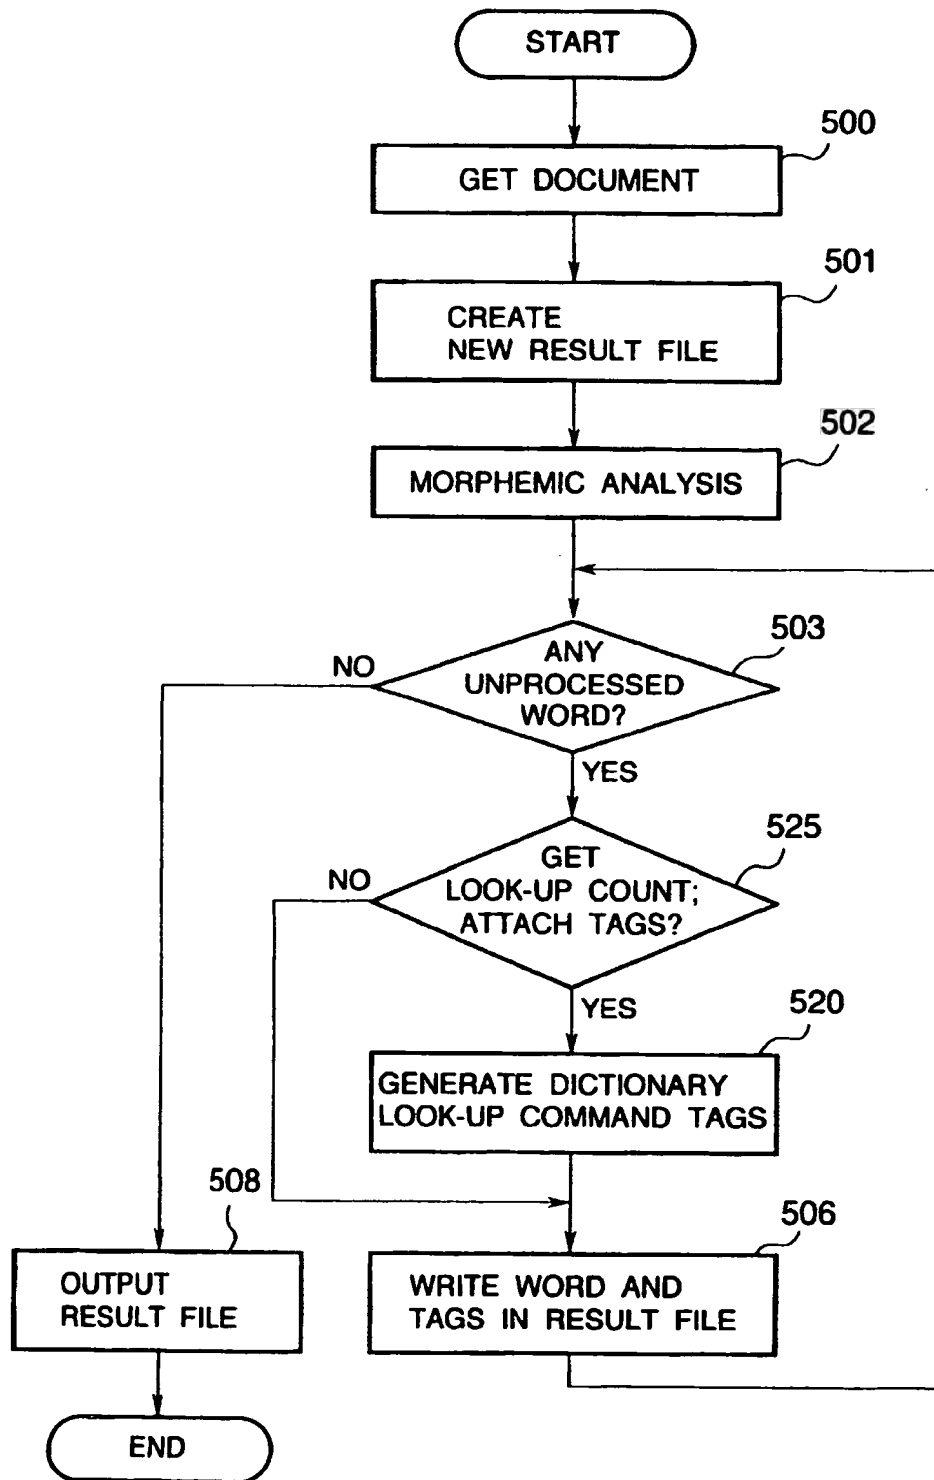 START
500
GET DOCUMENT
501
CREATE
NEW RESULT FILE
502
MORPHEMIC ANALYSIS
503
ANY
UNPROCESSED
WORD?
NO
YES
525
GET
LOOK-UP COUNT;
ATTACH TAGS?
NO
YES
520
GENERATE DICTIONARY
LOOK-UP COMMAND TAGS
508
OUTPUT
RESULT FILE
506
WRITE WORD AND
TAGS IN RESULT FILE
END